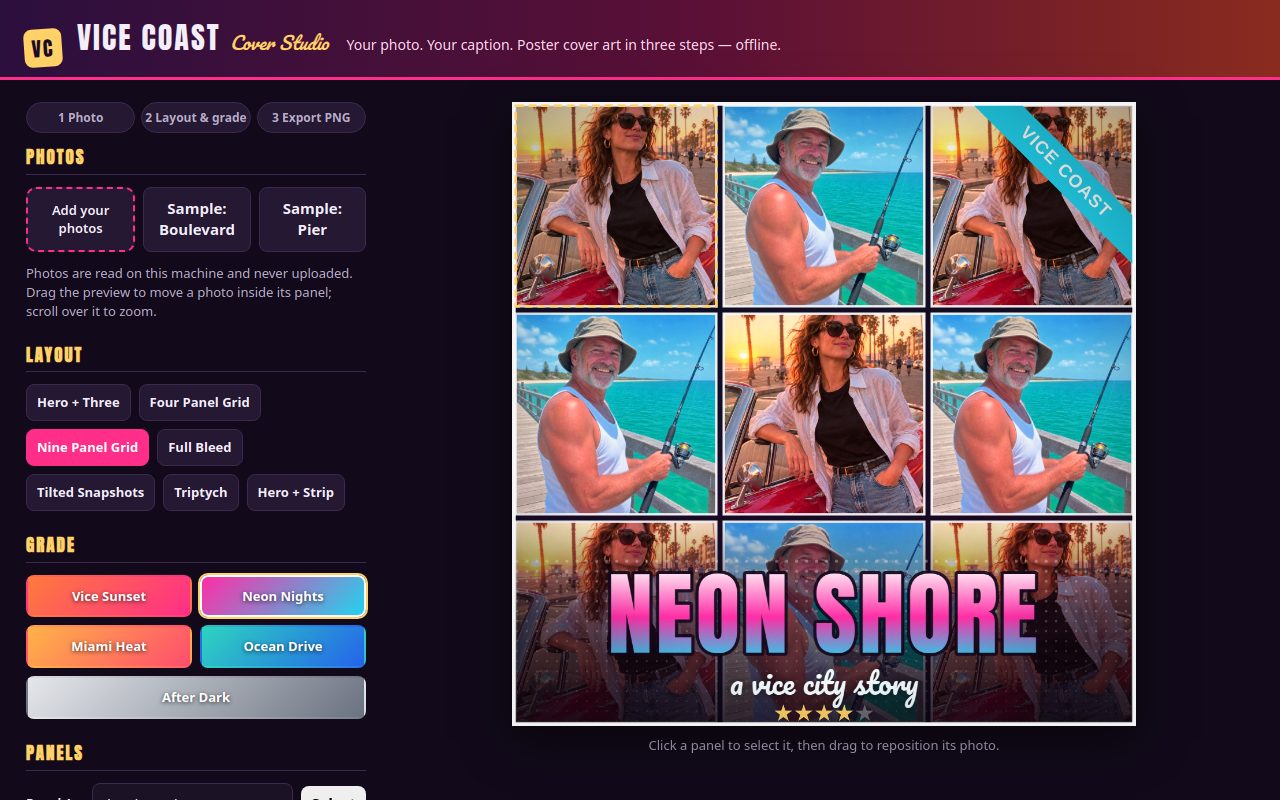 VC
VICE COAST
Cover Studio
Your photo. Your caption. Poster cover art in three steps — offline.
1 Photo
2 Layout & grade
3 Export PNG
PHOTOS
Add your
photos
Sample:
Boulevard
Sample:
Pier
Photos are read on this machine and never uploaded.
Drag the preview to move a photo inside its panel;
scroll over it to zoom.
LAYOUT
Hero + Three
Four Panel Grid
Nine Panel Grid
Full Bleed
Tilted Snapshots
Triptych
Hero + Strip
GRADE
Vice Sunset
Neon Nights
Miami Heat
Ocean Drive
After Dark
PANELS
VICE COAST
NEON SHORE
a vice city story
Click a panel to select it, then drag to reposition its photo.